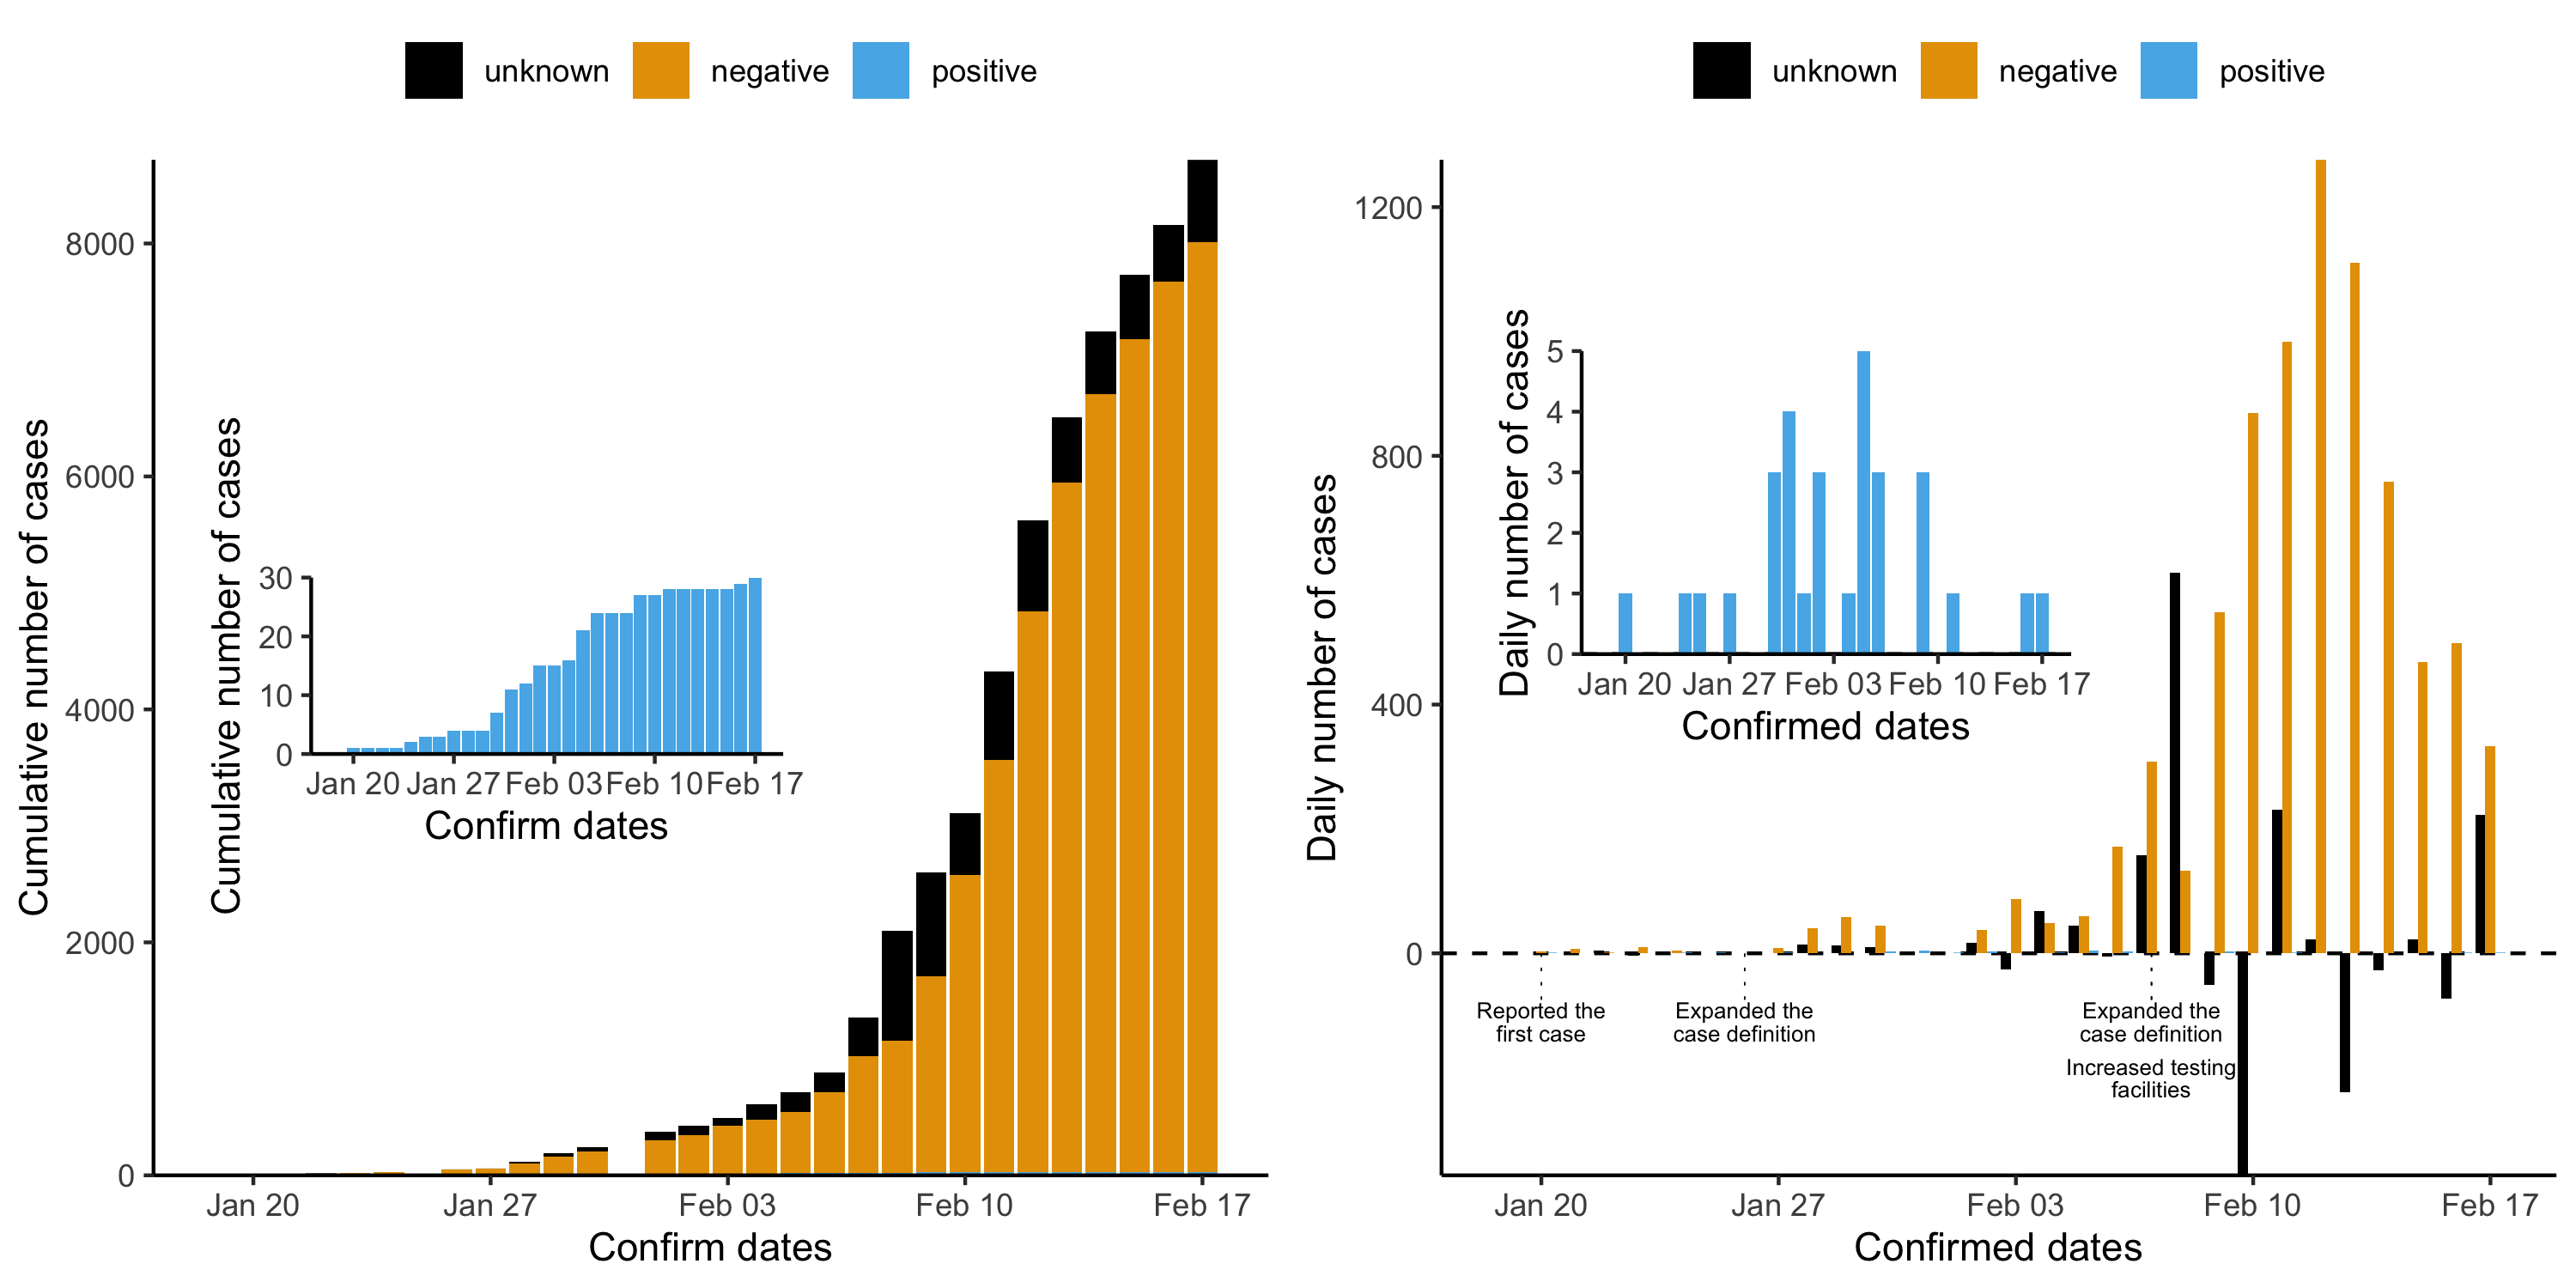 unknown negative positive
Cumulative number of cases
8000
6000
4000
2000
0
Jan 20 Jan 27 Feb 03 Feb 10 Feb 17
Confirm dates
Cumulative number of cases
30
20
10
0
Jan 20 Jan 27 Feb 03 Feb 10 Feb 17
Confirm dates
unknown negative positive
Daily number of cases
1200
800
400
0
Jan 20 Jan 27 Feb 03 Feb 10 Feb 17
Confirmed dates
Daily number of cases
5
4
3
2
1
0
Jan 20 Jan 27 Feb 03 Feb 10 Feb 17
Confirmed dates
Reported the
first case
Expanded the
case definition
Expanded the
case definition
Increased testing
facilities